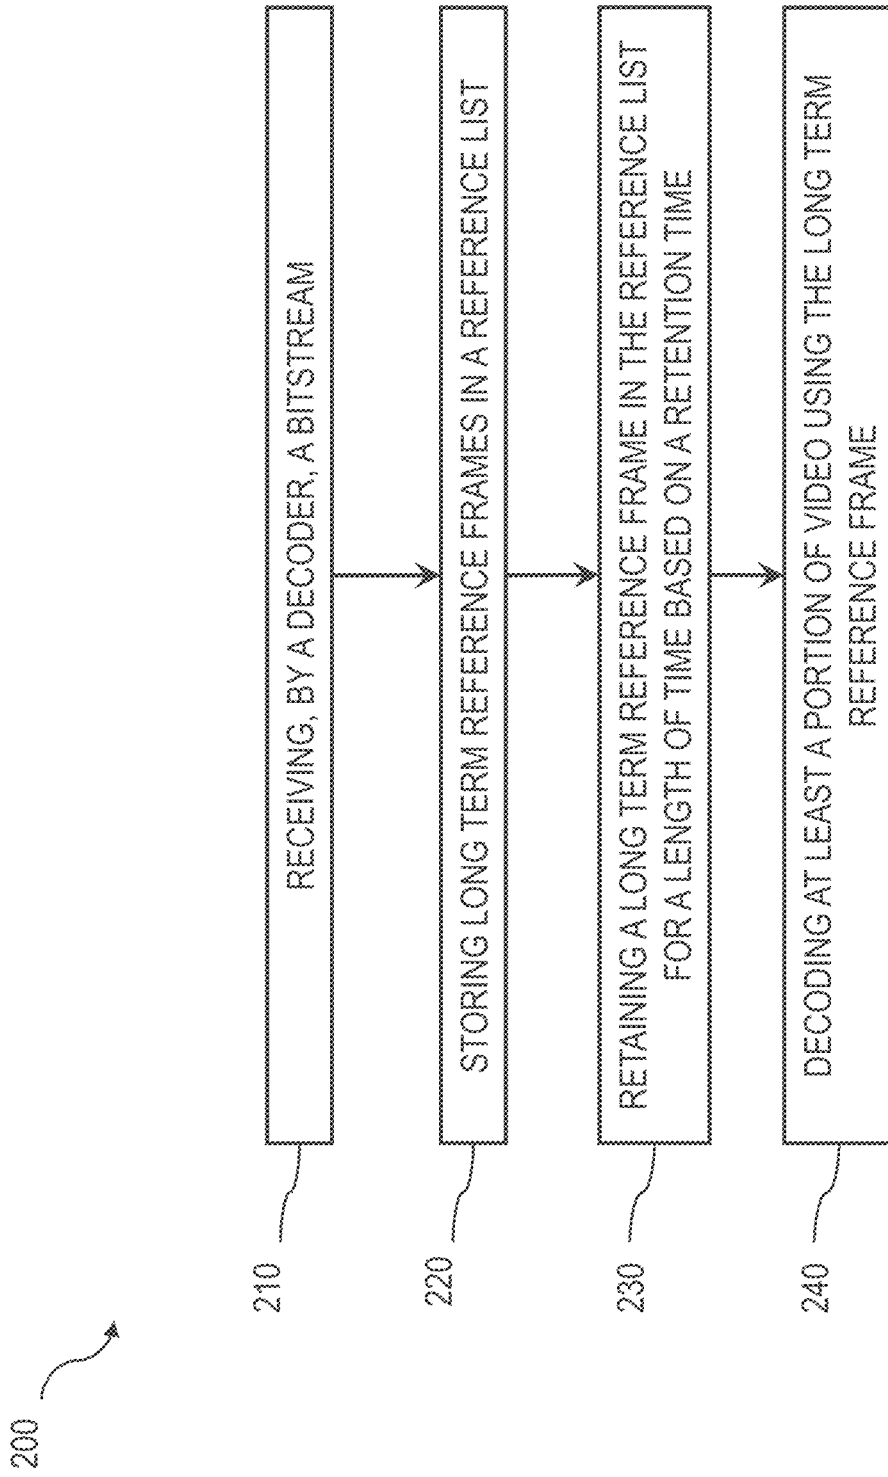 200
210
RECEIVING, BY A DECODER, A BITSTREAM
220
STORING LONG TERM REFERENCE FRAMES IN A REFERENCE LIST
230
RETAINING A LONG TERM REFERENCE FRAME IN THE REFERENCE LIST
FOR A LENGTH OF TIME BASED ON A RETENTION TIME
240
DECODING AT LEAST A PORTION OF VIDEO USING THE LONG TERM
REFERENCE FRAME